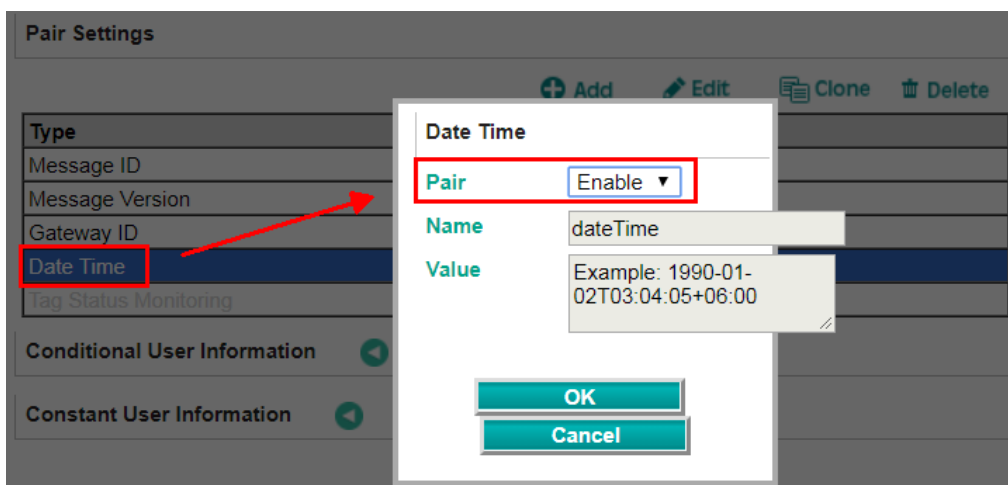 Pair Settings
Add Edit Clone Delete
Type
Message ID
Message Version
Gateway ID
Date Time
Tag Status Monitoring
Conditional User Information
Constant User Information
Date Time
Pair Enable
Name dateTime
Value Example: 1990-01-
02T03:04:05+06:00
OK
Cancel